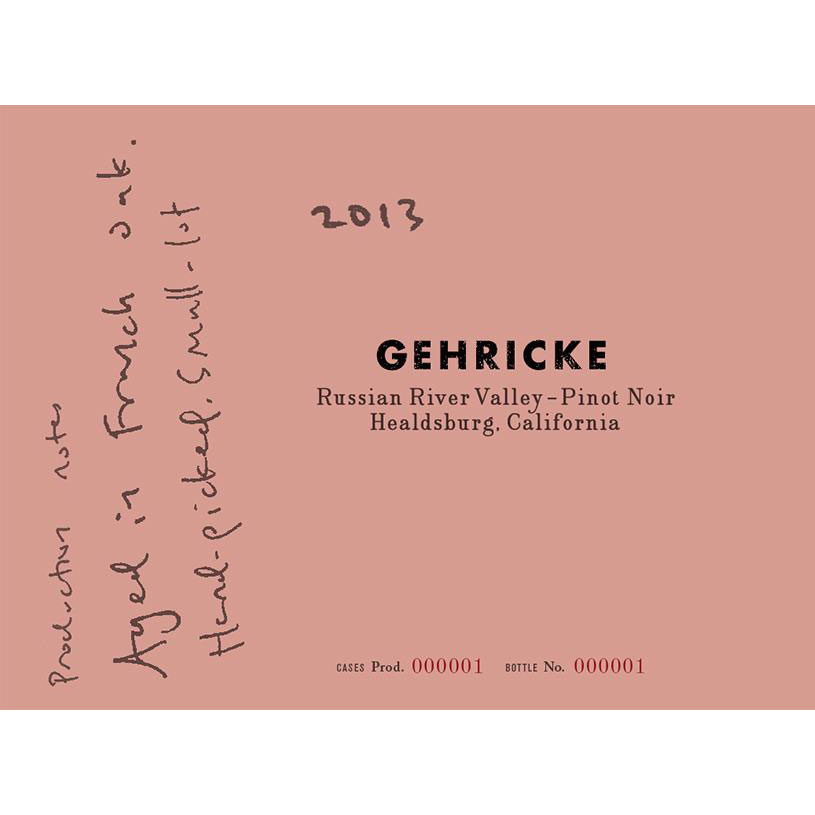 Production notes
Aged in French oak.
Hand-picked, small-lot
2013
GEHRICKE
Russian River Valley–Pinot Noir
Healdsburg, California
CASES Prod. 000001 BOTTLE No. 000001